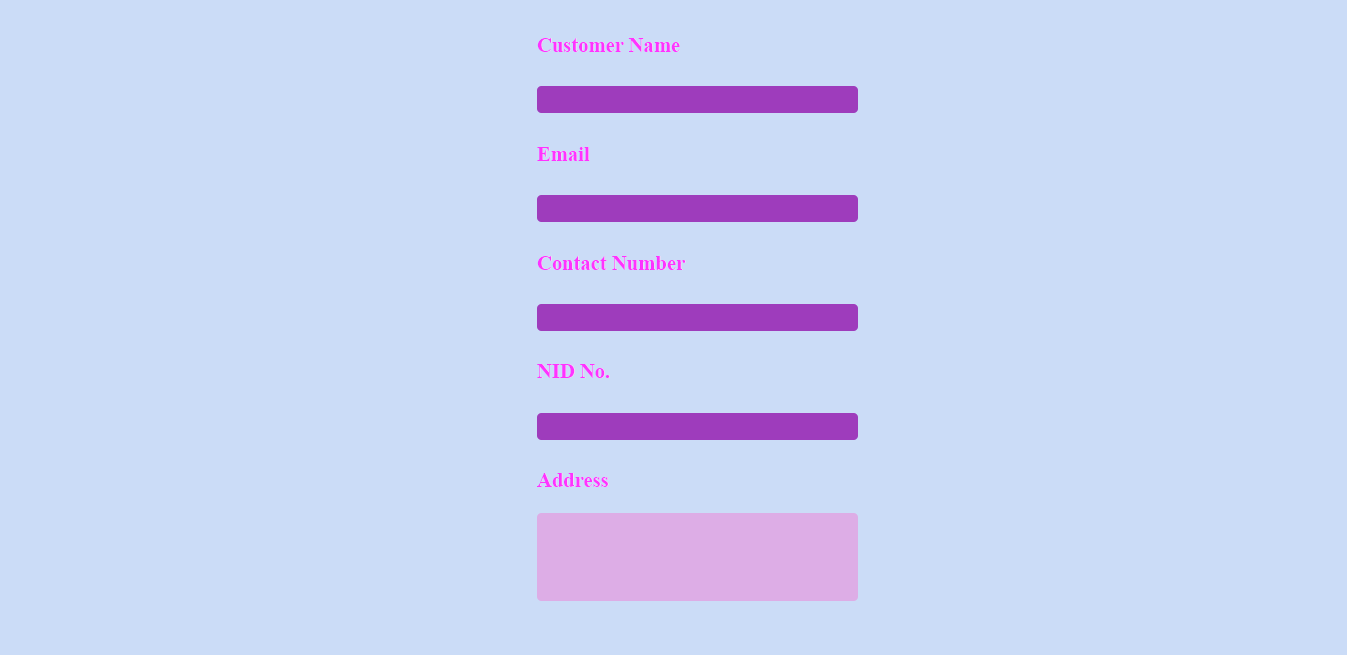 Customer Name
Email
Contact Number
NID No.
Address